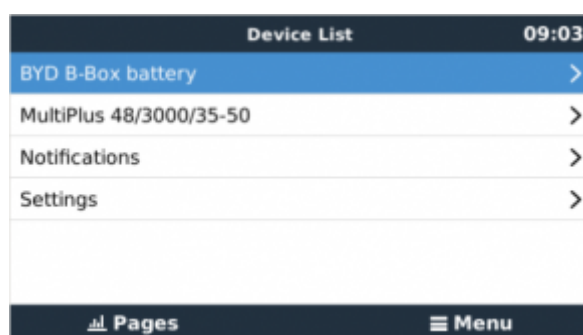 Device List 09:03
BYD B-Box battery
MultiPlus 48/3000/35-50
Notifications
Settings
Pages Menu